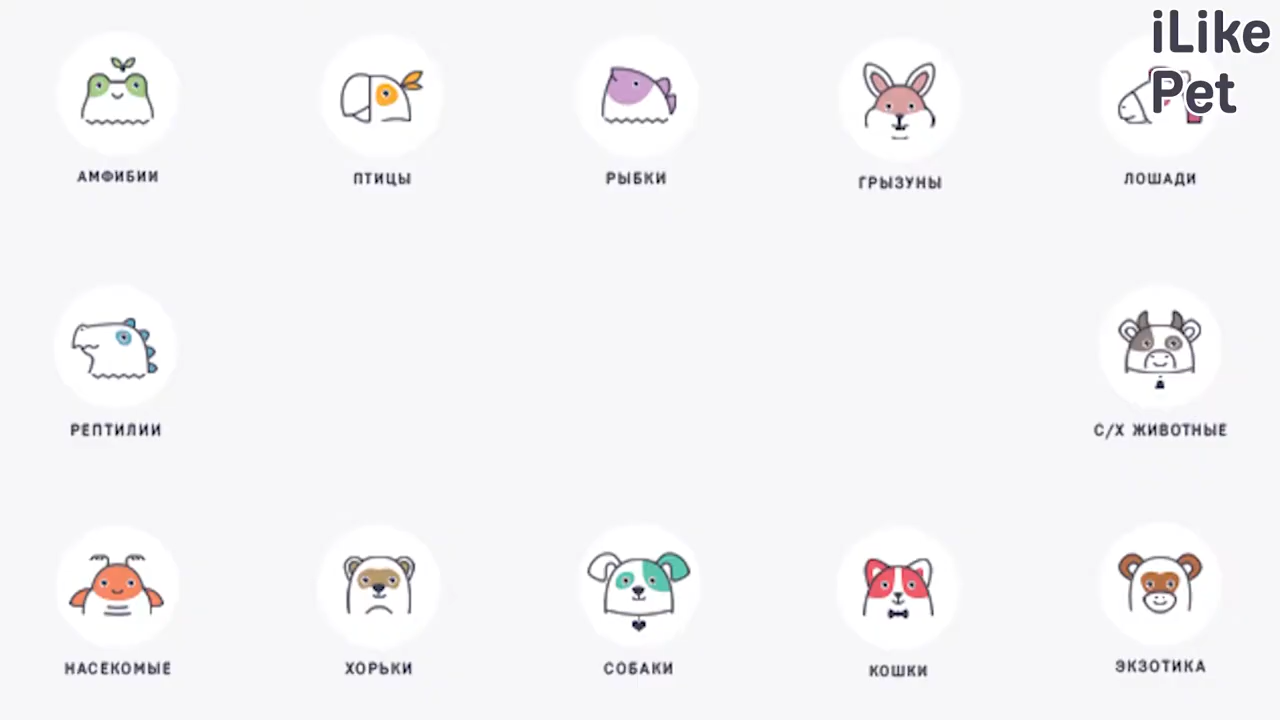 iLike
Pet
АМФИБИИ
ПТИЦЫ
РЫБКИ
ГРЫЗУНЫ
ЛОШАДИ
РЕПТИЛИИ
С/Х ЖИВОТНЫЕ
НАСЕКОМЫЕ
ХОРЬКИ
СОБАКИ
КОШКИ
ЭКЗОТИКА